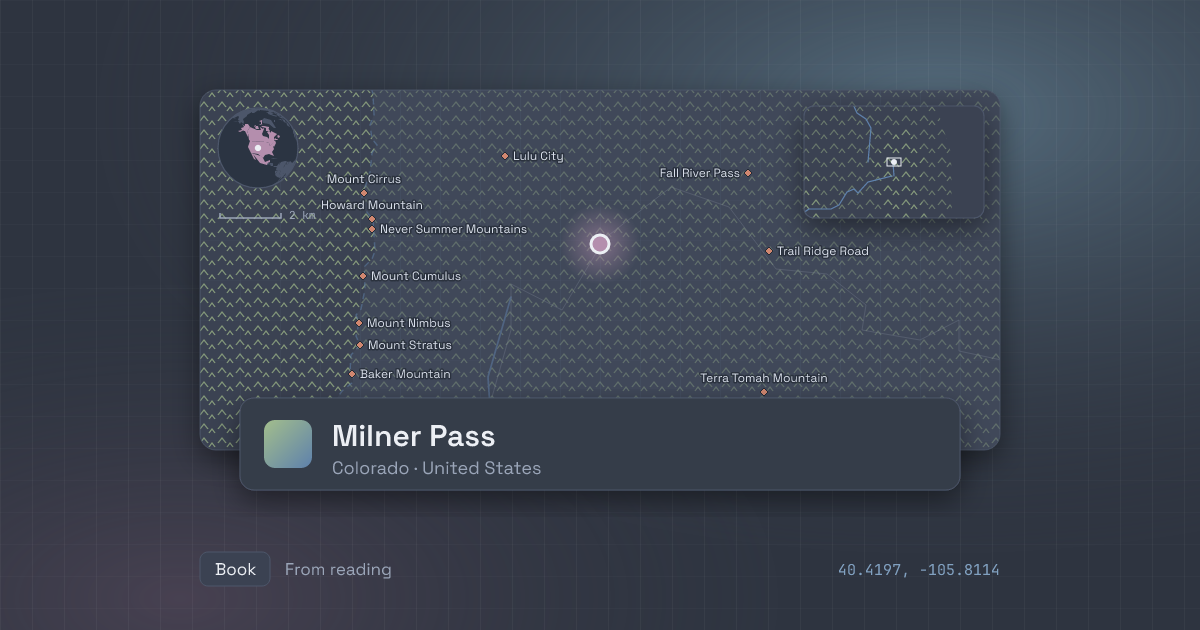 Lulu City
Fall River Pass
Mount Cirrus
Howard Mountain
2 km
Never Summer Mountains
Trail Ridge Road
Mount Cumulus
Mount Nimbus
Mount Stratus
Baker Mountain
Terra Tomah Mountain
Milner Pass
Colorado · United States
Book
From reading
40.4197, -105.8114